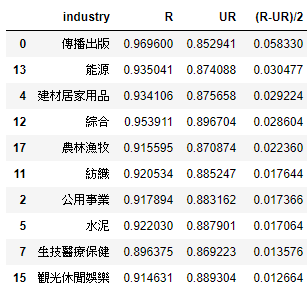 industry R UR (R-UR)/2
0 傳播出版 0.969600 0.852941 0.058330
13 能源 0.935041 0.874088 0.030477
4 建材居家用品 0.934106 0.875658 0.029224
12 綜合 0.953911 0.896704 0.028604
17 農林漁牧 0.915595 0.870874 0.022360
11 紡織 0.920534 0.885247 0.017644
2 公用事業 0.917894 0.883162 0.017366
5 水泥 0.922030 0.887901 0.017064
7 生技醫療保健 0.896375 0.869223 0.013576
15 觀光休閒娛樂 0.914631 0.889304 0.012664